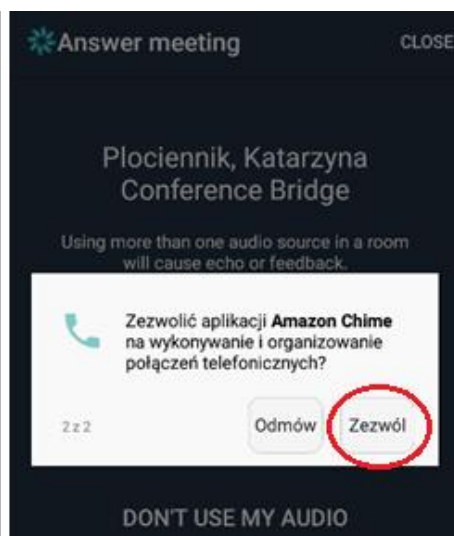 Answer meeting
CLOSE
Plociennik, Katarzyna
Conference Bridge
Using more than one audio source in a room
will cause echo or feedback.
Zezwolić aplikacji Amazon Chime
na wykonywanie i organizowanie
połączeń telefonicznych?
2 z 2
Odmów
Zezwól
DON'T USE MY AUDIO